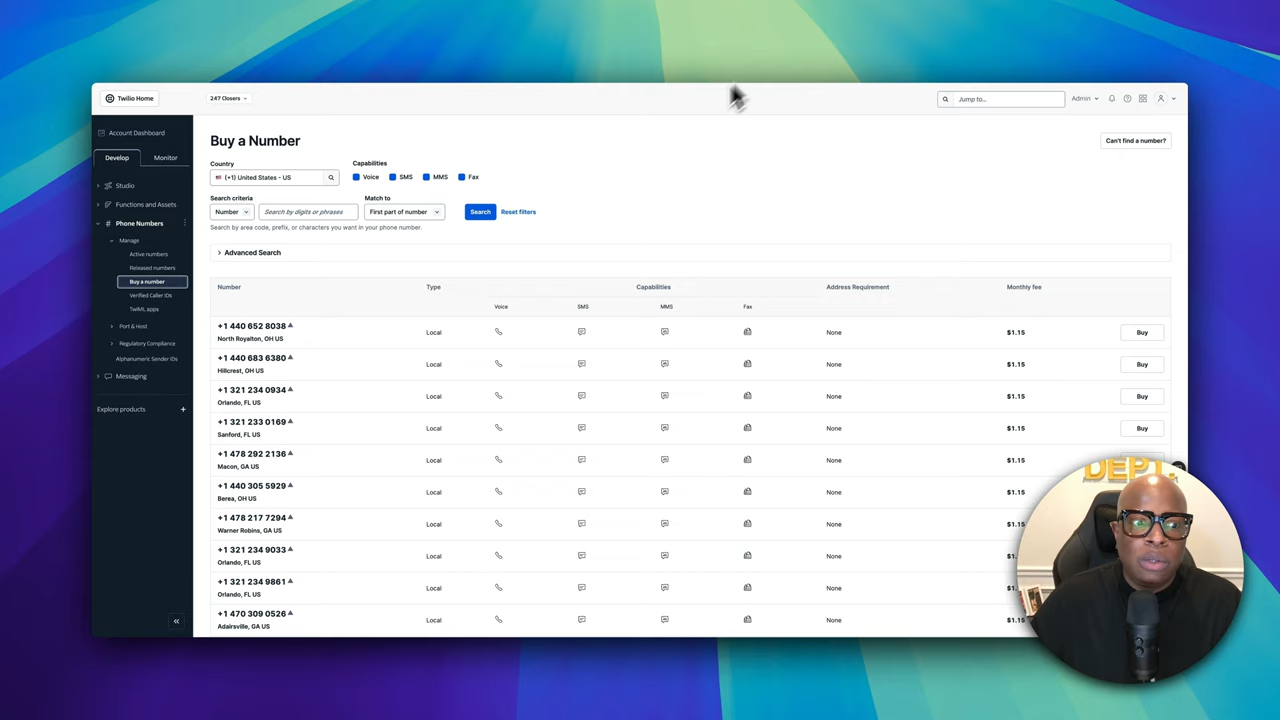 Twilio Home
247 Closers
Jump to...
Admin
Account Dashboard
Develop
Monitor
Studio
Functions and Assets
Phone Numbers
Manage
Active numbers
Released numbers
Buy a number
Verified Caller IDs
TwiML apps
Port & Host
Regulatory Compliance
Alphanumeric Sender IDs
Messaging
Explore products
Buy a Number
Can't find a number?
Country
Capabilities
(+1) United States - US
Voice SMS MMS Fax
Search criteria
Match to
Number
Search by digits or phrases
First part of number
Search
Reset filters
Search by area code, prefix, or characters you want in your phone number.
Advanced Search
Number Type Capabilities Address Requirement Monthly fee
Voice SMS MMS Fax
+1 440 652 8038
North Royalton, OH US
Local None $1.15 Buy
+1 440 683 6380
Hillcrest, OH US
Local None $1.15 Buy
+1 321 234 0934
Orlando, FL US
Local None $1.15 Buy
+1 321 233 0169
Sanford, FL US
Local None $1.15 Buy
+1 478 292 2136
Macon, GA US
Local None $1.15
+1 440 305 5929
Berea, OH US
Local None $1.15
+1 478 217 7294
Warner Robins, GA US
Local None $1.15
+1 321 234 9033
Orlando, FL US
Local None $1.
+1 321 234 9861
Orlando, FL US
Local None $1.
+1 470 309 0526
Adairsville, GA US
Local None $1.15
DEPT.